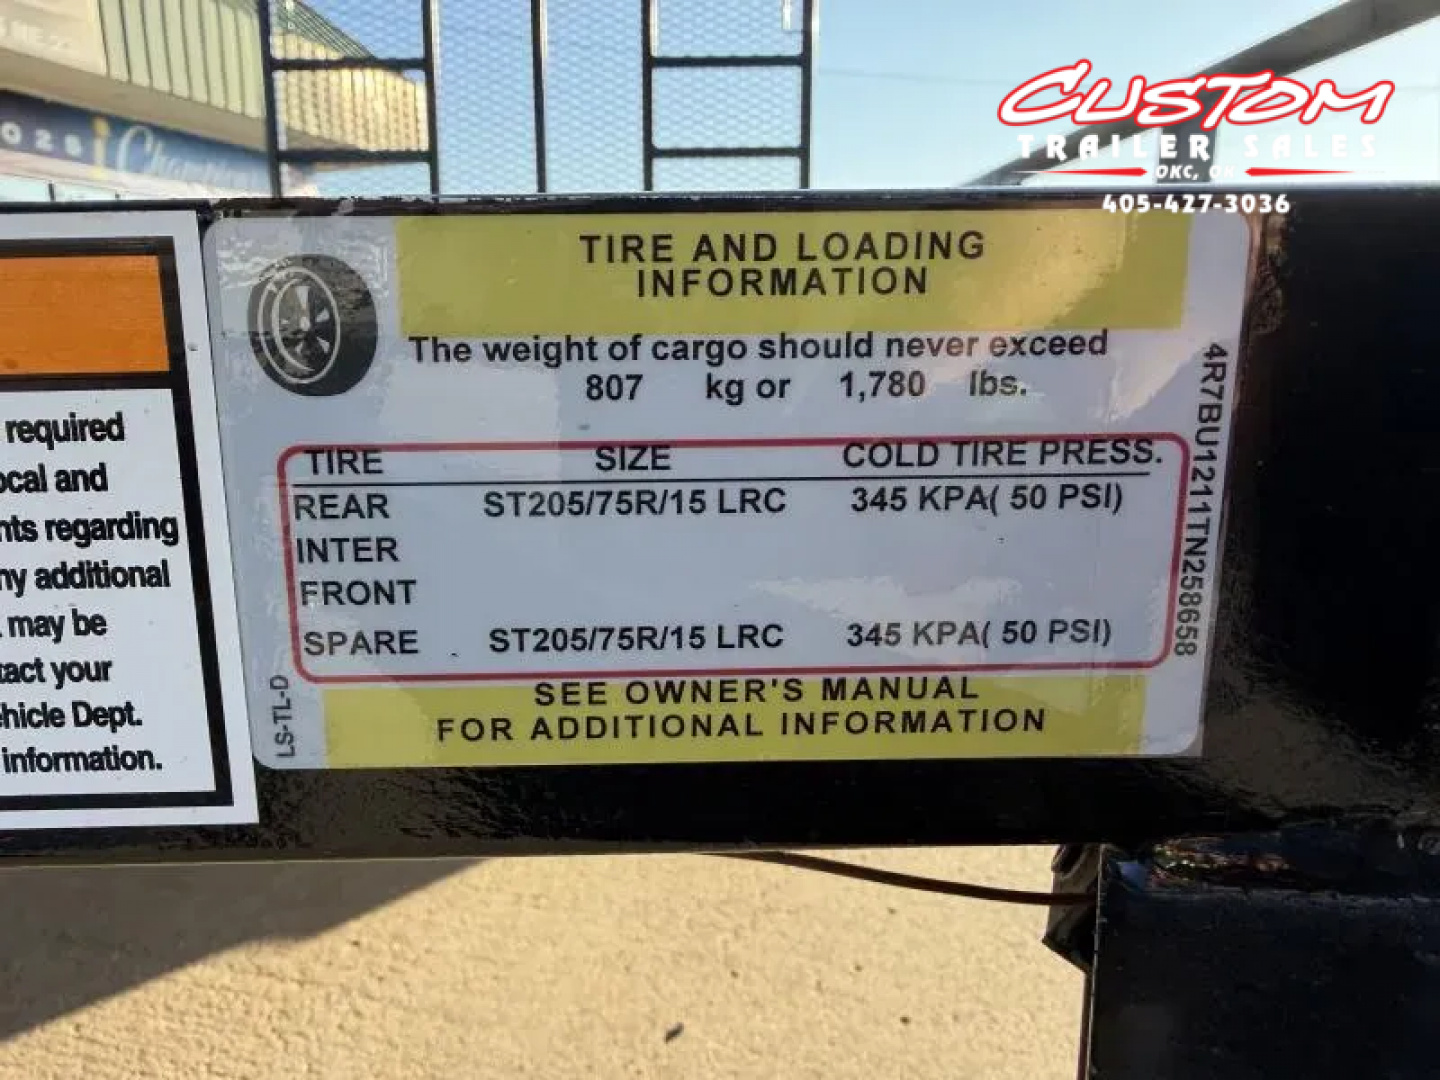 CUSTOM
TRAILER SALES
OKC, OK
405-427-3036
2028
Champion
TIRE AND LOADING
INFORMATION
The weight of cargo should never exceed
807 kg or 1,780 lbs.
TIRE SIZE COLD TIRE PRESS.
REAR ST205/75R/15 LRC 345 KPA( 50 PSI)
INTER
FRONT
SPARE ST205/75R/15 LRC 345 KPA( 50 PSI)
SEE OWNER'S MANUAL
FOR ADDITIONAL INFORMATION
LS-TL-D
4R7BU1211TN258658
required
ocal and
nts regarding
ny additional
may be
tact your
ehicle Dept.
information.